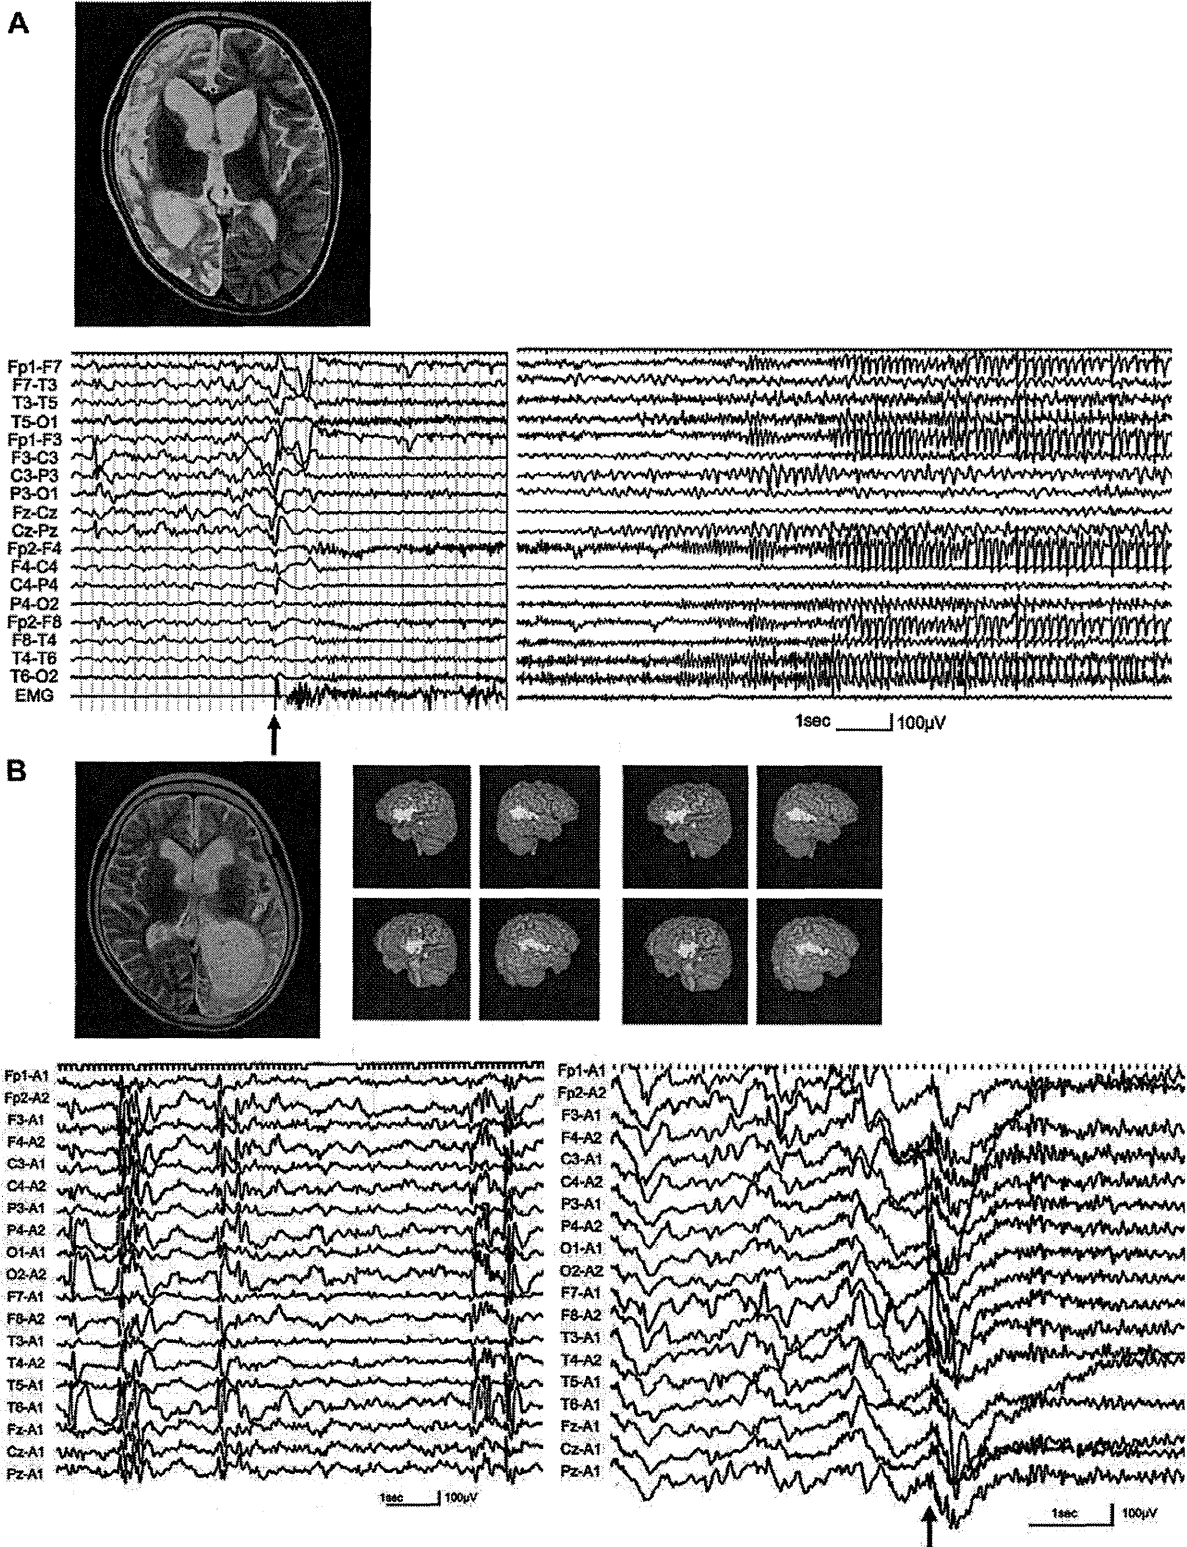 A
Fp1-F7
F7-T3
T3-T5
T5-O1
Fp1-F3
F3-C3
C3-P3
P3-O1
Fz-Cz
Cz-Pz
Fp2-F4
F4-C4
C4-P4
P4-O2
Fp2-F8
F8-T4
T4-T6
T6-O2
EMG
1sec 100μV
B
Fp1-A1
Fp2-A2
F3-A1
F4-A2
C3-A1
C4-A2
P3-A1
P4-A2
O1-A1
O2-A2
F7-A1
F8-A2
T3-A1
T4-A2
T5-A1
T6-A1
Fz-A1
Cz-A1
Pz-A1
1sec 100μV
Fp1-A1
Fp2-A2
F3-A1
F4-A2
C3-A1
C4-A2
P3-A1
P4-A2
O1-A1
O2-A2
F7-A1
F8-A2
T3-A1
T4-A2
T5-A1
T6-A1
Fz-A1
Cz-A1
Pz-A1
1sec 100μV